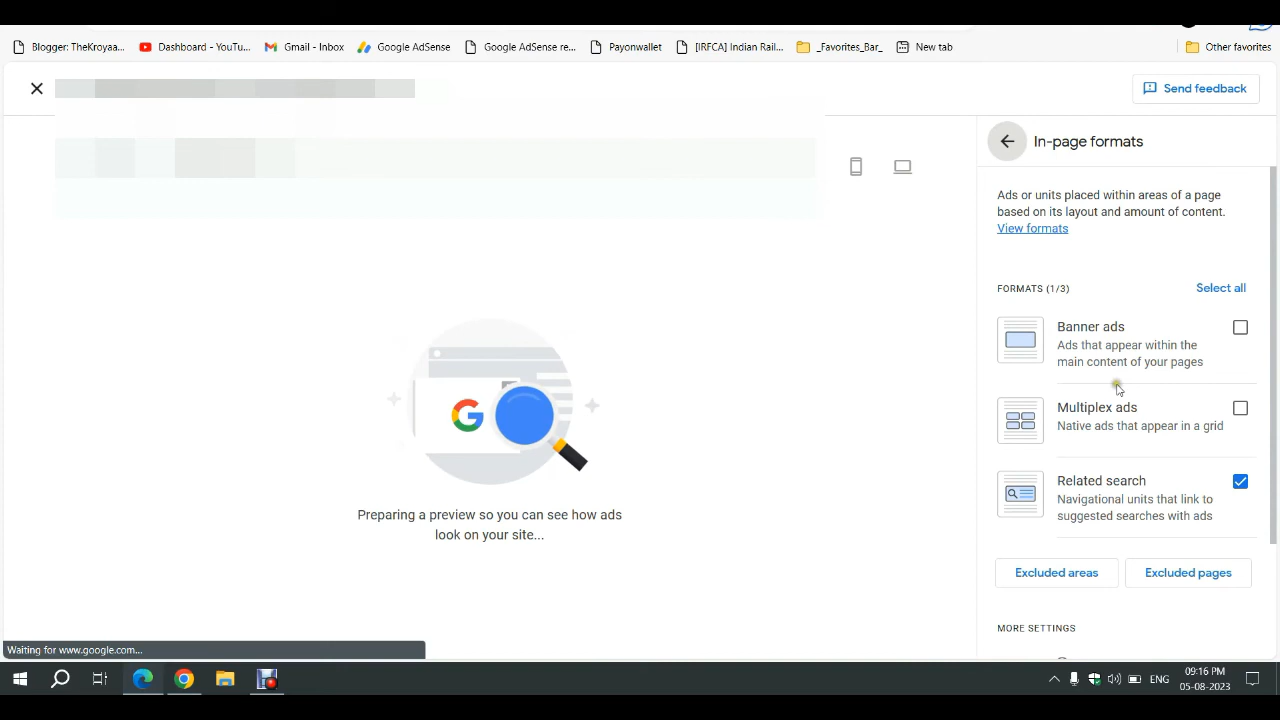 Blogger: TheKröyaa...
Dashboard - YouTu...
Gmail - Inbox
Google AdSense
Google AdSense re...
Payonwallet
[IRFCA] Indian Rail...
_Favorites_Bar_
New tab
Other favorites
Send feedback
In-page formats
Ads or units placed within areas of a page
based on its layout and amount of content.
View formats
FORMATS (1/3)
Select all
Banner ads
Ads that appear within the
main content of your pages
Multiplex ads
Native ads that appear in a grid
Related search
Navigational units that link to
suggested searches with ads
Excluded areas
Excluded pages
MORE SETTINGS
G
Preparing a preview so you can see how ads
look on your site...
Waiting for www.google.com...
ENG
09:16 PM
05-08-2023